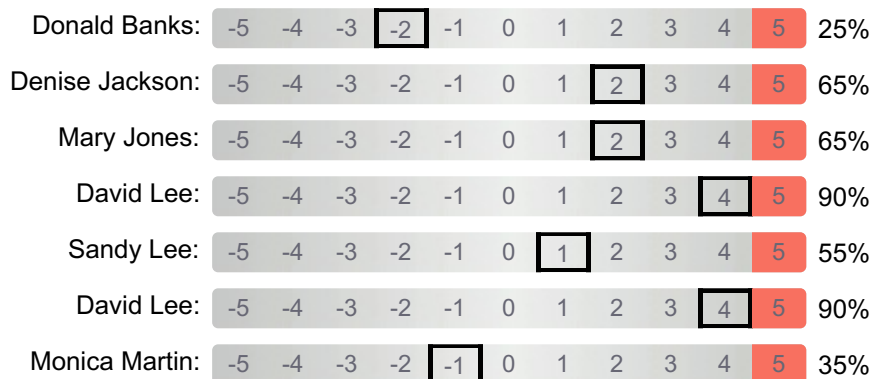 Donald Banks: -5 -4 -3 -2 -1 0 1 2 3 4 5 25%
Denise Jackson: -5 -4 -3 -2 -1 0 1 2 3 4 5 65%
Mary Jones: -5 -4 -3 -2 -1 0 1 2 3 4 5 65%
David Lee: -5 -4 -3 -2 -1 0 1 2 3 4 5 90%
Sandy Lee: -5 -4 -3 -2 -1 0 1 2 3 4 5 55%
David Lee: -5 -4 -3 -2 -1 0 1 2 3 4 5 90%
Monica Martin: -5 -4 -3 -2 -1 0 1 2 3 4 5 35%